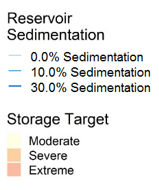 Reservoir
Sedimentation
0.0% Sedimentation
10.0% Sedimentation
30.0% Sedimentation
Storage Target
Moderate
Severe
Extreme